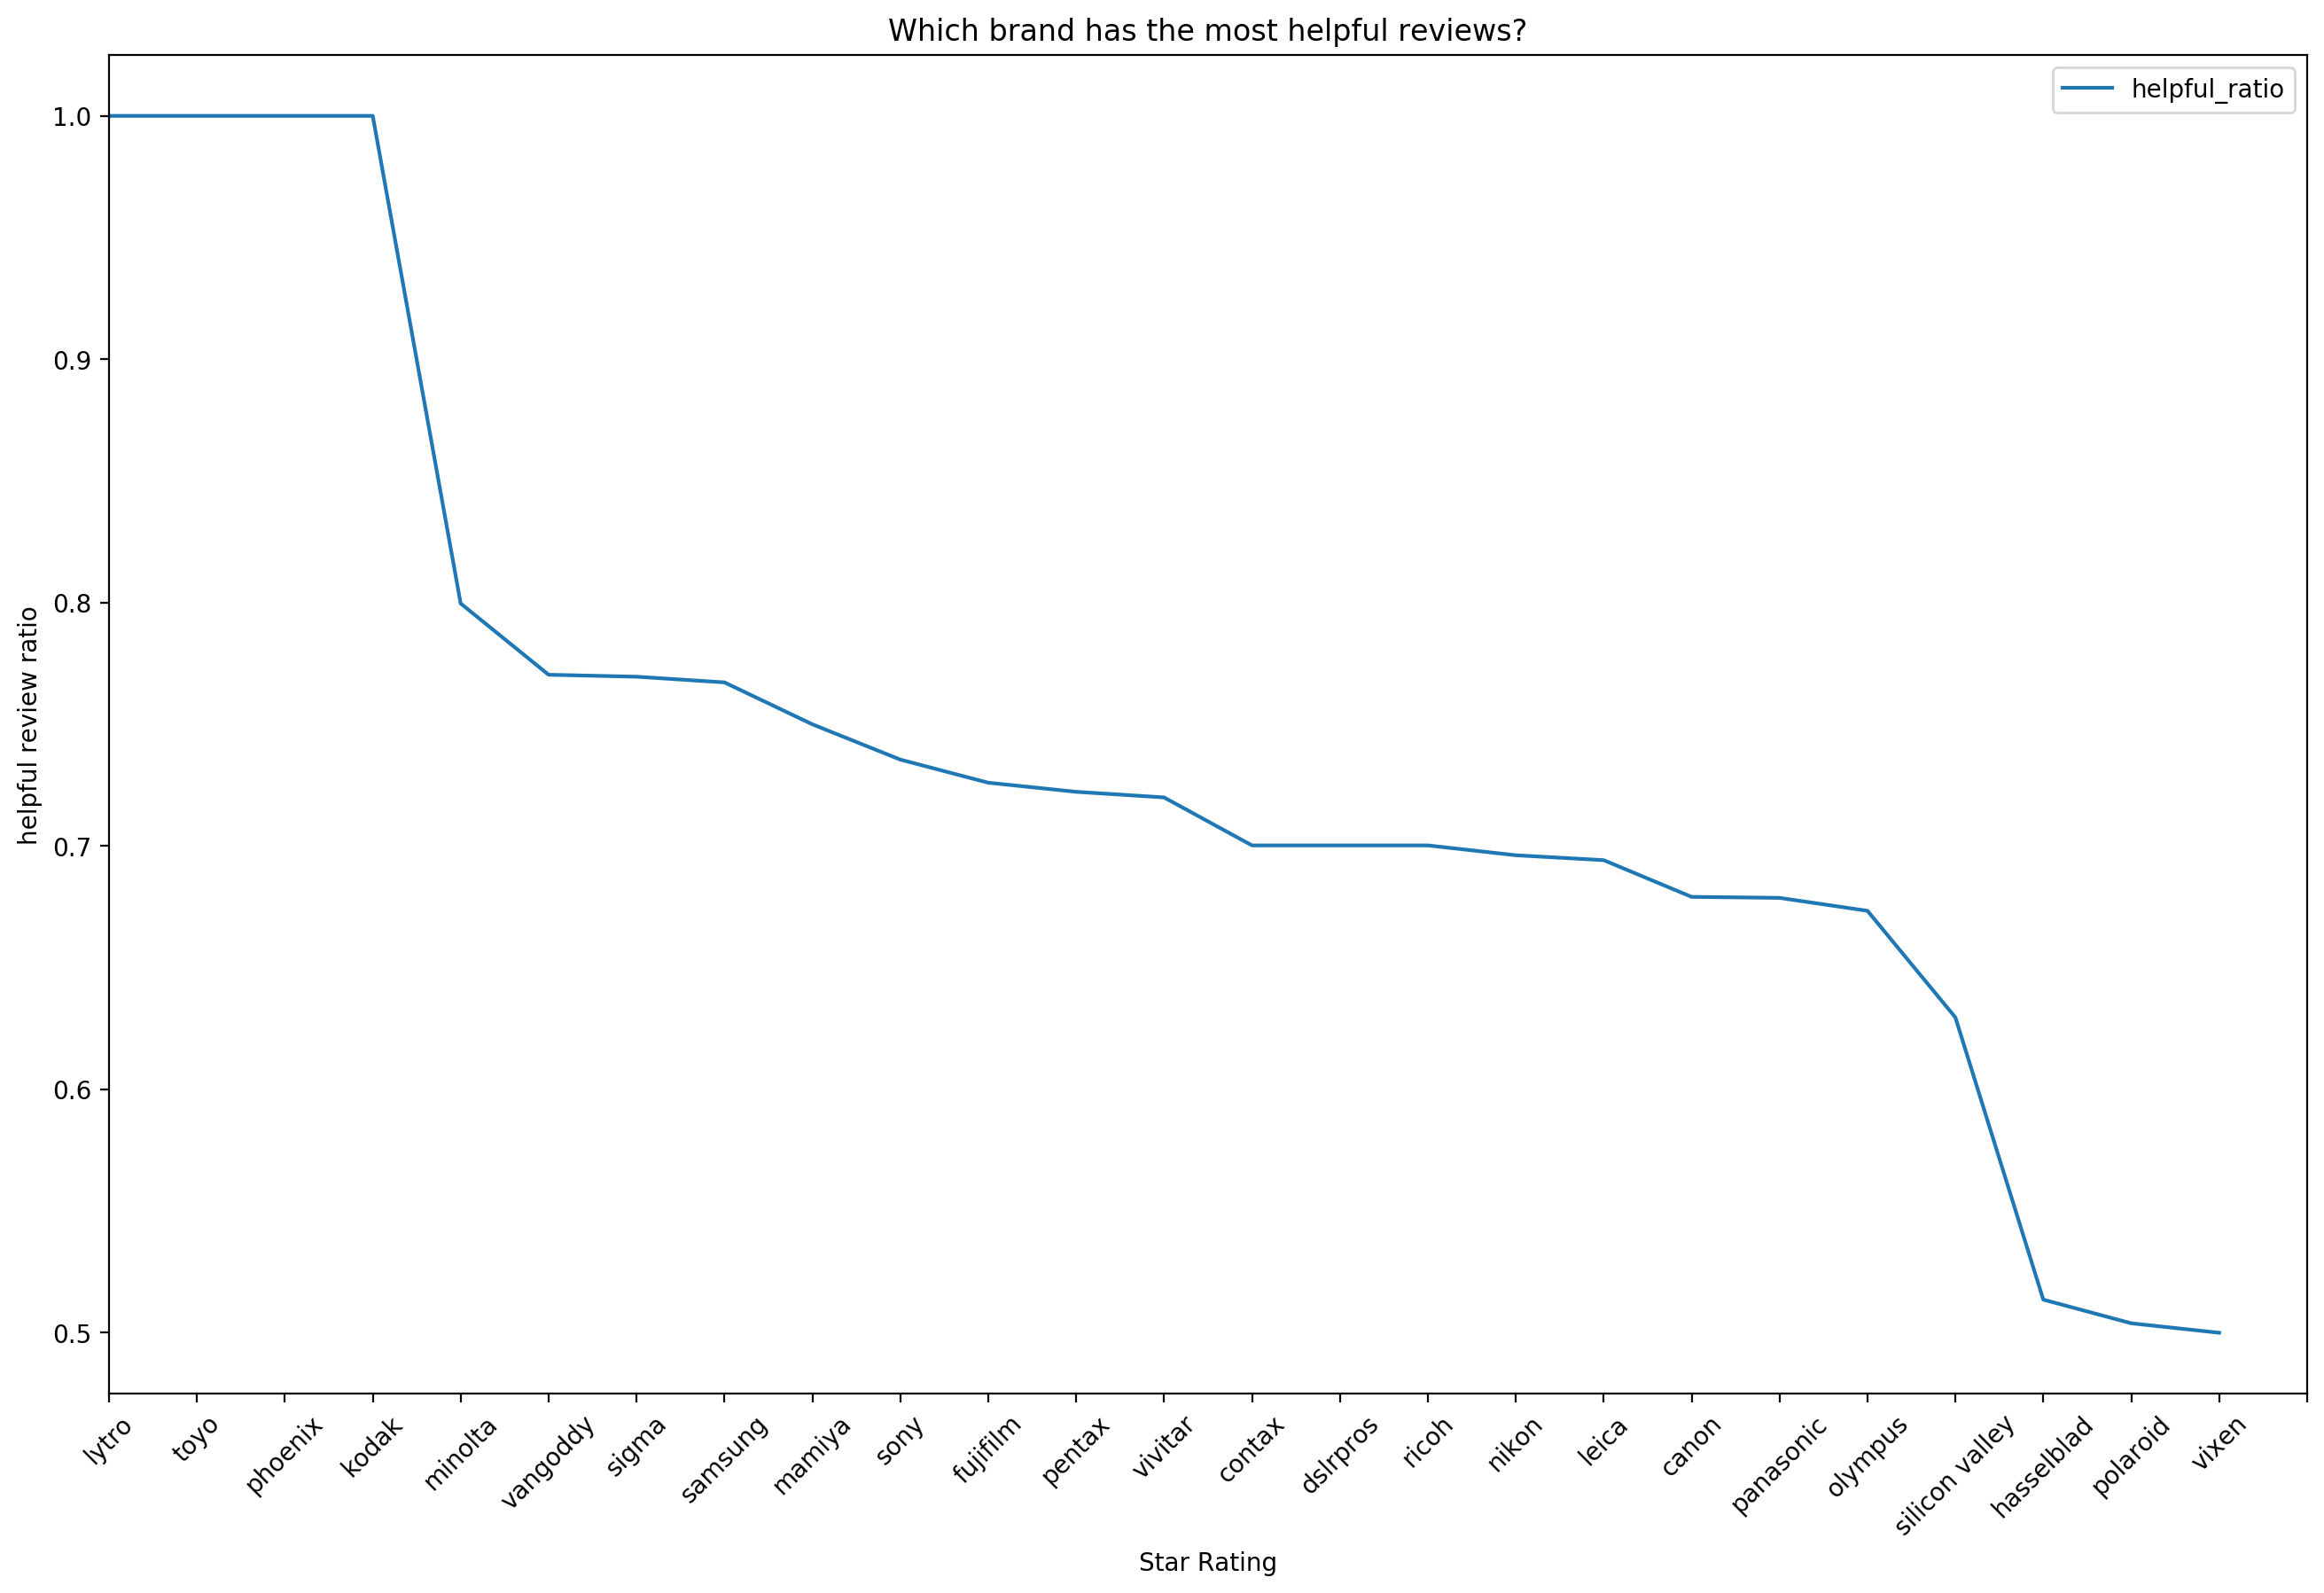 Which brand has the most helpful reviews?
helpful_ratio
1.0
0.9
0.8
0.7
0.6
0.5
helpful review ratio
lytro
toyo
phoenix
kodak
minolta
vangoddy
sigma
samsung
mamiya
sony
fujifilm
pentax
vivitar
contax
dslrpros
ricoh
nikon
leica
canon
panasonic
olympus
silicon valley
hasselblad
polaroid
vixen
Star Rating